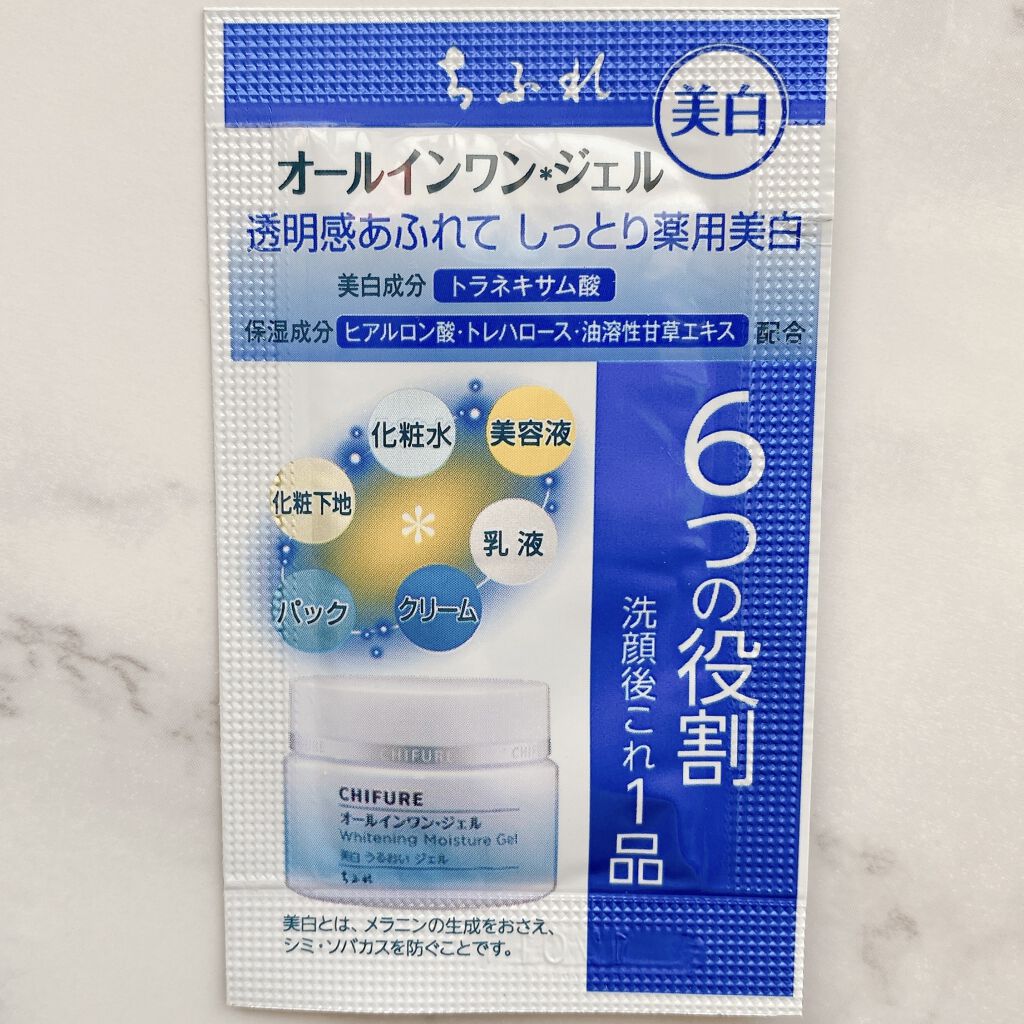 ちふれ
美白
オールインワン*ジェル
透明感あふれて しっとり薬用美白
美白成分 トラネキサム酸
保湿成分 ヒアルロン酸・トレハロース・油溶性甘草エキス 配合
6つの役割
洗顔後これ1品
化粧水
美容液
化粧下地
*
乳液
パック
クリーム
CHIFURE
CHIFURE
オールインワン・ジェル
Whitening Moisture Gel
美白 うるおい ジェル
ちふれ
美白とは、メラニンの生成をおさえ、
シミ・ソバカスを防ぐことです。